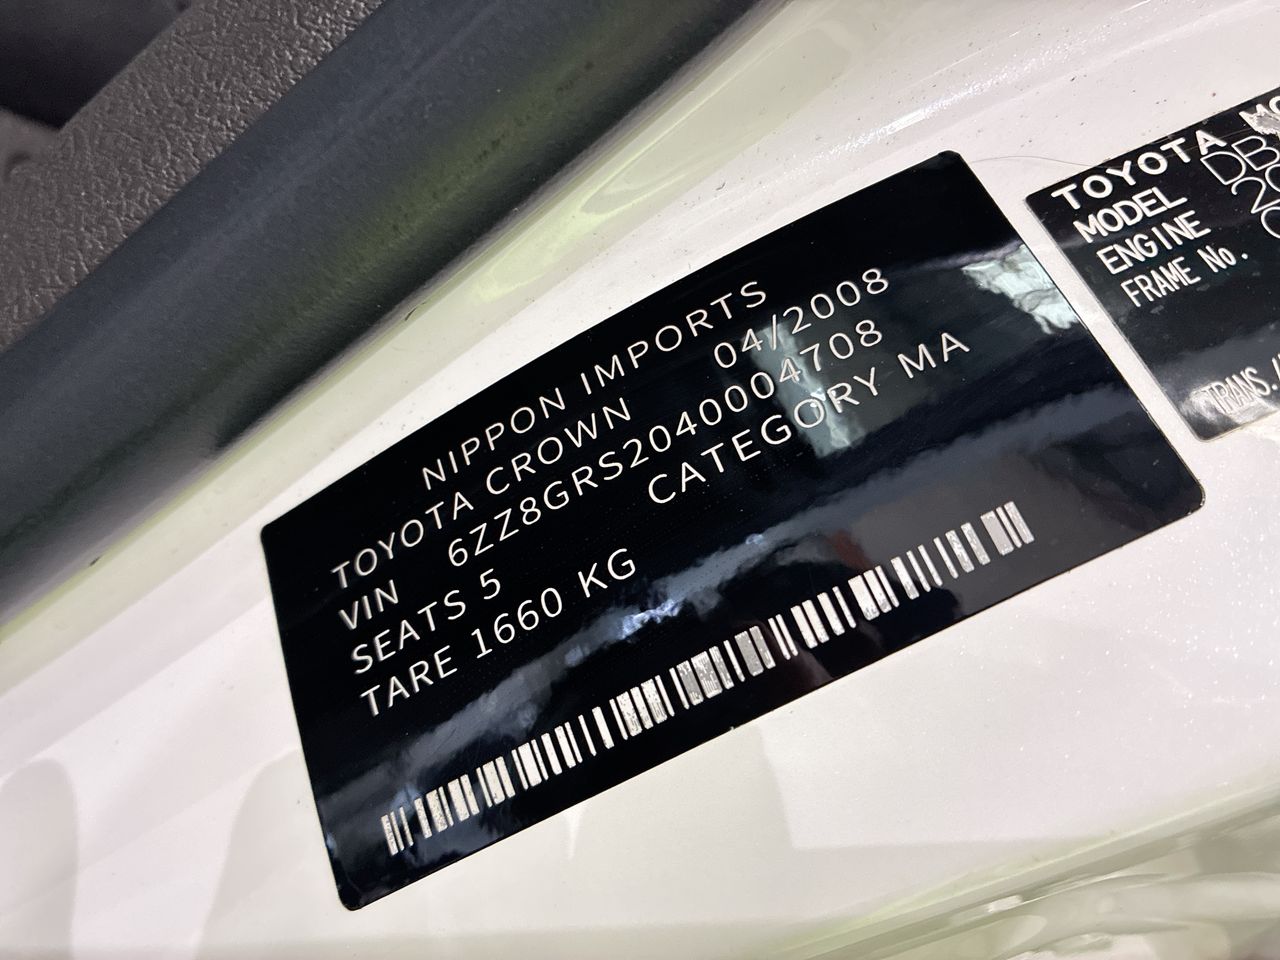 NIPPON IMPORTS
TOYOTA CROWN 04/2008
VIN 6ZZ8GRS2040004708
SEATS 5 CATEGORY MA
TARE 1660 KG
TOYOTA
MODEL
ENGINE
FRAME No.
TRANS.